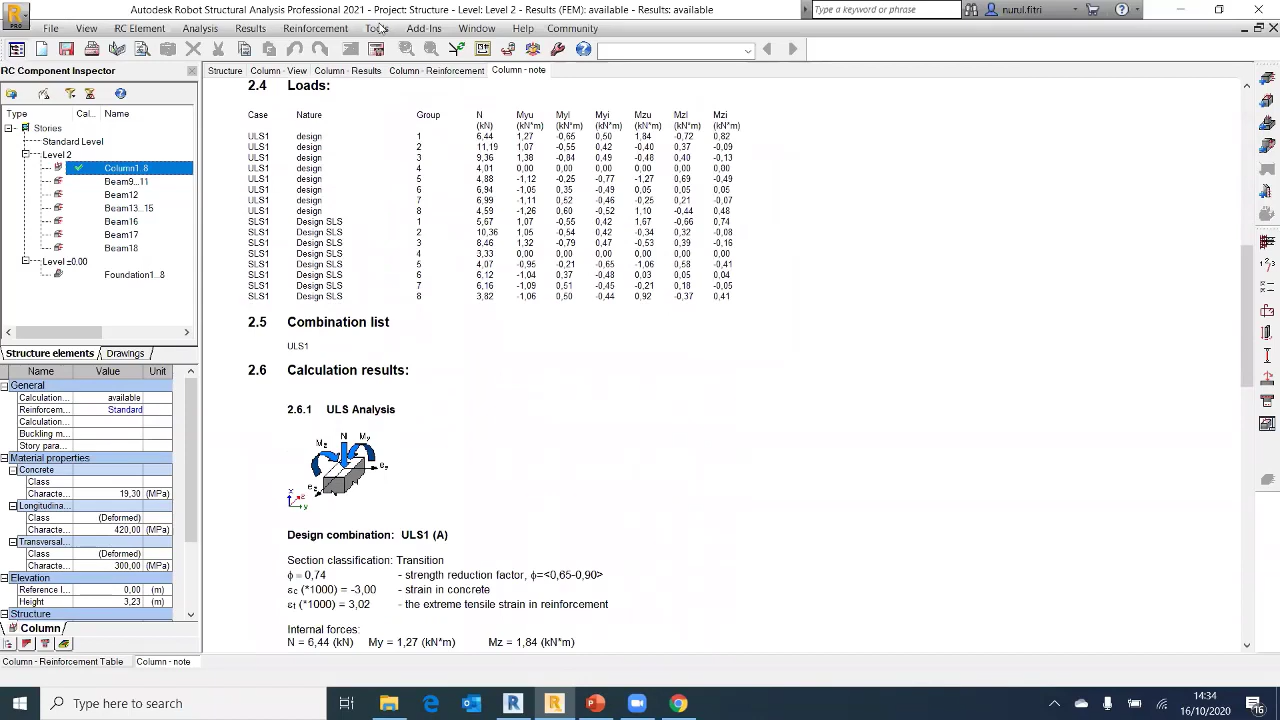 Autodesk Robot Structural Analysis Professional 2021 - Project: Structure - Level: Level 2 - Results (FEM): available - Results: available
Type a keyword or phrase
nurul.fitri
PRO
File Edit View RC Element Analysis Results Reinforcement Tools Add-Ins Window Help Community
RC Component Inspector
Structure Column - View Column - Results Column - Reinforcement Column - note
Type Cal... Name
Stories
Standard Level
Level 2
Column1..8
Beam9...11
Beam12
Beam13...15
Beam16
Beam17
Beam18
Level ±0.00
Foundation1...8
Structure elements Drawings
Name Value Unit
General
Calculation... available
Reinforcem... Standard
Calculation...
Buckling m...
Story para...
Material properties
Concrete
Class
Characte... 19,30 (MPa)
Longitudina...
Class (Deformed)
Characte... 420,00 (MPa)
Transversal...
Class (Deformed)
Characte... 300,00 (MPa)
Elevation
Reference l... 0,00 (m)
Height 3,23 (m)
Structure
Column
Column - Reinforcement Table Column - note
2.4 Loads:
Case Nature Group N Myu Myl Myi Mzu Mzl Mzi
(kN) (kN*m) (kN*m) (kN*m) (kN*m) (kN*m) (kN*m)
ULS1 design 1 6,44 1,27 -0,65 0,50 1,84 -0,72 0,82
ULS1 design 2 11,19 1,07 -0,55 0,42 -0,40 0,37 -0,09
ULS1 design 3 9,36 1,38 -0,84 0,49 -0,48 0,40 -0,13
ULS1 design 4 4,01 0,00 0,00 0,00 0,00 0,00 0,00
ULS1 design 5 4,88 -1,12 -0,25 -0,77 -1,27 0,69 -0,49
ULS1 design 6 6,94 -1,05 0,35 -0,49 0,05 0,05 0,05
ULS1 design 7 6,99 -1,11 0,52 -0,46 -0,25 0,21 -0,07
ULS1 design 8 4,59 -1,26 0,60 -0,52 1,10 -0,44 0,48
SLS1 Design SLS 1 5,67 1,07 -0,55 0,42 1,67 -0,66 0,74
SLS1 Design SLS 2 10,36 1,05 -0,54 0,42 -0,34 0,32 -0,08
SLS1 Design SLS 3 8,46 1,32 -0,79 0,47 -0,53 0,39 -0,16
SLS1 Design SLS 4 3,33 0,00 0,00 0,00 0,00 0,00 0,00
SLS1 Design SLS 5 4,07 -0,95 -0,21 -0,65 -1,06 0,58 -0,41
SLS1 Design SLS 6 6,12 -1,04 0,37 -0,48 0,03 0,05 0,04
SLS1 Design SLS 7 6,16 -1,09 0,51 -0,45 -0,21 0,18 -0,05
SLS1 Design SLS 8 3,82 -1,06 0,50 -0,44 0,92 -0,37 0,41
2.5 Combination list
ULS1
2.6 Calculation results:
2.6.1 ULS Analysis
Mz N My
ey
ez
x
z
y
Design combination: ULS1 (A)
Section classification: Transition
ϕ = 0,74 - strength reduction factor, ϕ=<0,65-0,90>
εc (*1000) = -3,00 - strain in concrete
εt (*1000) = 3,02 - the extreme tensile strain in reinforcement
Internal forces:
N = 6,44 (kN) My = 1,27 (kN*m) Mz = 1,84 (kN*m)
Type here to search
14:34
16/10/2020
16